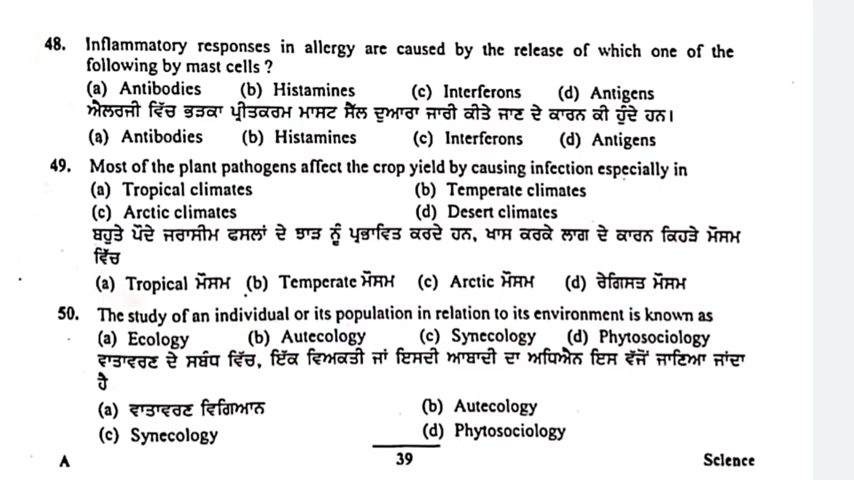 48. Inflammatory responses in allergy are caused by the release of which one of the
following by mast cells ?
(a) Antibodies (b) Histamines (c) Interferons (d) Antigens
ਐਲਰਜੀ ਵਿੱਚ ਭੜਕਾ ਪ੍ਰੀਤਕਰਮ ਮਾਸਟ ਸੈੱਲ ਦੁਆਰਾ ਜਾਰੀ ਕੀਤੇ ਜਾਣ ਦੇ ਕਾਰਨ ਕੀ ਹੁੰਦੇ ਹਨ।
(a) Antibodies (b) Histamines (c) Interferons (d) Antigens
49. Most of the plant pathogens affect the crop yield by causing infection especially in
(a) Tropical climates (b) Temperate climates
(c) Arctic climates (d) Desert climates
ਬਹੁਤੇ ਪੌਦੇ ਜਰਾਸੀਮ ਫਸਲਾਂ ਦੇ ਝਾੜ ਨੂੰ ਪ੍ਰਭਾਵਿਤ ਕਰਦੇ ਹਨ, ਖਾਸ ਕਰਕੇ ਲਾਗ ਦੇ ਕਾਰਨ ਕਿਹੜੇ ਮੌਸਮ
ਵਿੱਚ
(a) Tropical ਮੌਸਮ (b) Temperate ਮੌਸਮ (c) Arctic ਮੌਸਮ (d) ਰੇਗਿਸਤ ਮੌਸਮ
50. The study of an individual or its population in relation to its environment is known as
(a) Ecology (b) Autecology (c) Synecology (d) Phytosociology
ਵਾਤਾਵਰਣ ਦੇ ਸਬੰਧ ਵਿੱਚ, ਇੱਕ ਵਿਅਕਤੀ ਜਾਂ ਇਸਦੀ ਆਬਾਦੀ ਦਾ ਅਧਿਐਨ ਇਸ ਵੱਜੋਂ ਜਾਣਿਆ ਜਾਂਦਾ
ਹੈ
(a) ਵਾਤਾਵਰਣ ਵਿਗਿਆਨ (b) Autecology
(c) Synecology (d) Phytosociology
A 39 Science